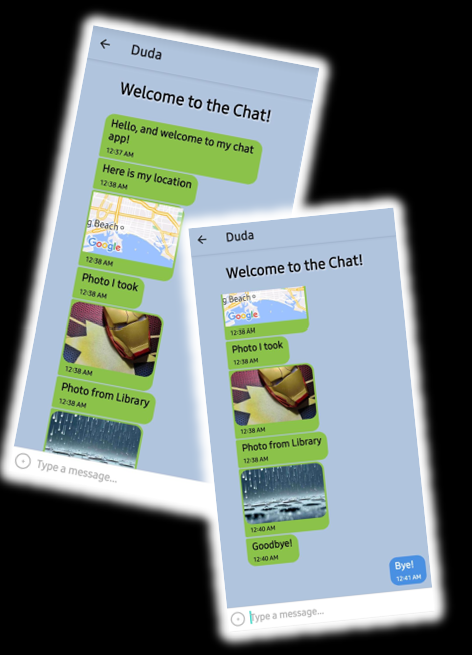 Duda
Welcome to the Chat!
Hello, and welcome to my chat
app!
12:37 AM
Here is my location
12:38 AM
g Beach
Google
12:38 AM
Photo I took
12:38 AM
12:38 AM
Photo from Library
12:38 AM
Type a message...
Duda
Welcome to the Chat!
g Beach
Google
12:38 AM
Photo I took
12:38 AM
12:38 AM
Photo from Library
12:38 AM
12:40 AM
Goodbye!
12:40 AM
Bye!
12:41 AM
Type a message...